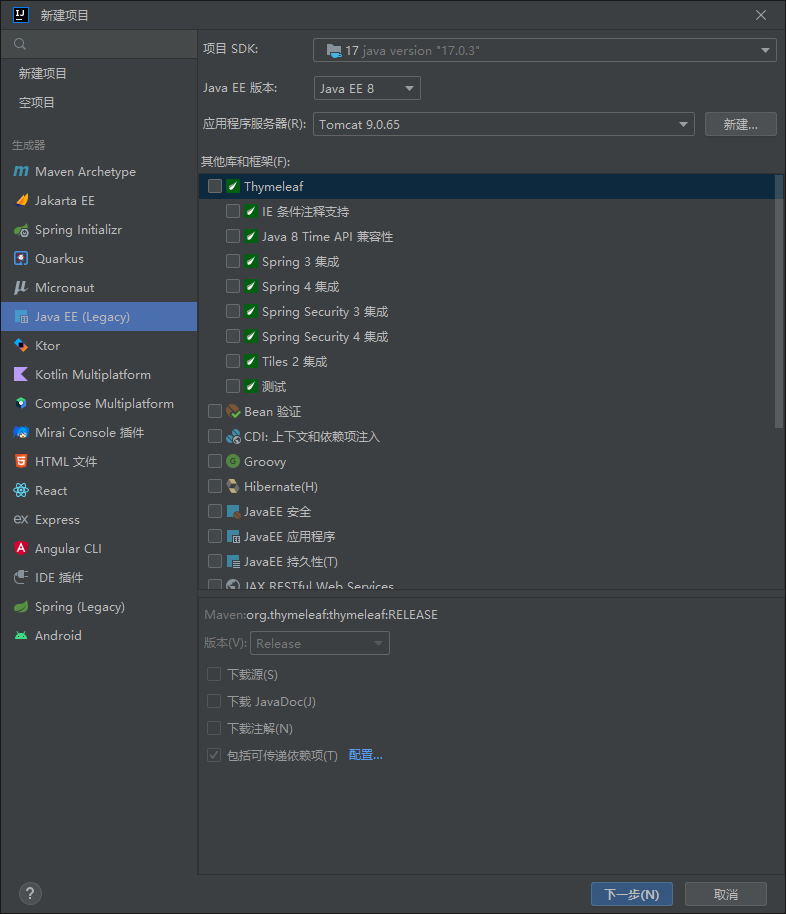 新建项目
新建项目
空项目
生成器
Maven Archetype
Jakarta EE
Spring Initializr
Quarkus
Micronaut
Java EE (Legacy)
Ktor
Kotlin Multiplatform
Compose Multiplatform
Mirai Console 插件
HTML 文件
React
Express
Angular CLI
IDE 插件
Spring (Legacy)
Android
项目 SDK:
17 java version "17.0.3"
Java EE 版本:
Java EE 8
应用程序服务器(R):
Tomcat 9.0.65
新建...
其他库和框架(F):
Thymeleaf
IE 条件注释支持
Java 8 Time API 兼容性
Spring 3 集成
Spring 4 集成
Spring Security 3 集成
Spring Security 4 集成
Tiles 2 集成
测试
Bean 验证
CDI: 上下文和依赖项注入
Groovy
Hibernate(H)
JavaEE 安全
JavaEE 应用程序
JavaEE 持久性(T)
JAX RESTful Web Services
Maven:org.thymeleaf:thymeleaf:RELEASE
版本(V):
Release
下载源(S)
下载 JavaDoc(J)
下载注解(N)
包括可传递依赖项(T)
配置...
?
下一步(N)
取消